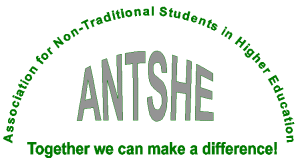 Association for Non-Traditional Students in Higher Education
ANTSHE
Together we can make a difference!